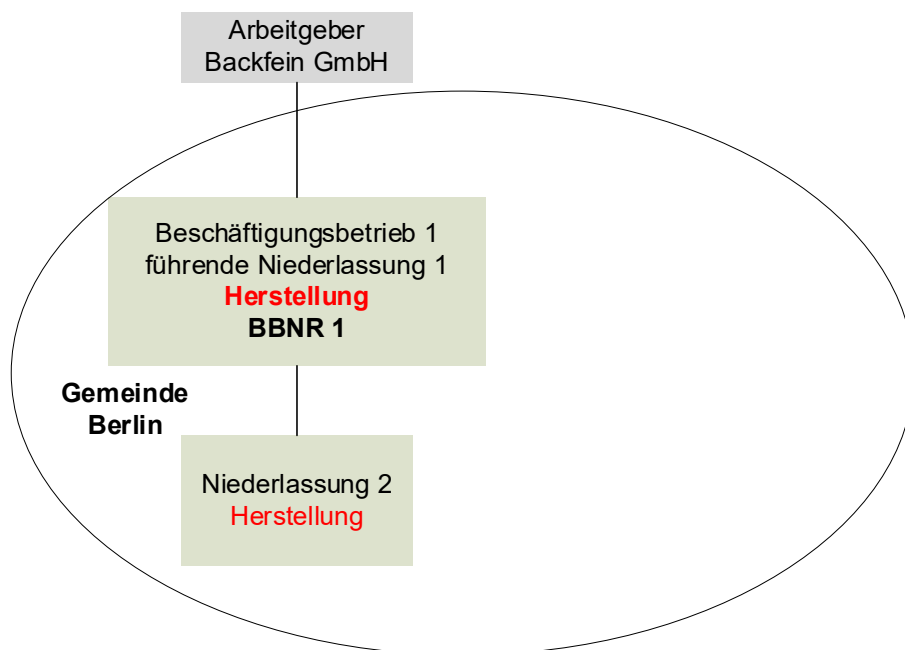 Arbeitgeber
Backfein GmbH
Beschäftigungsbetrieb 1
führende Niederlassung 1
Herstellung
BBNR 1
Gemeinde
Berlin
Niederlassung 2
Herstellung